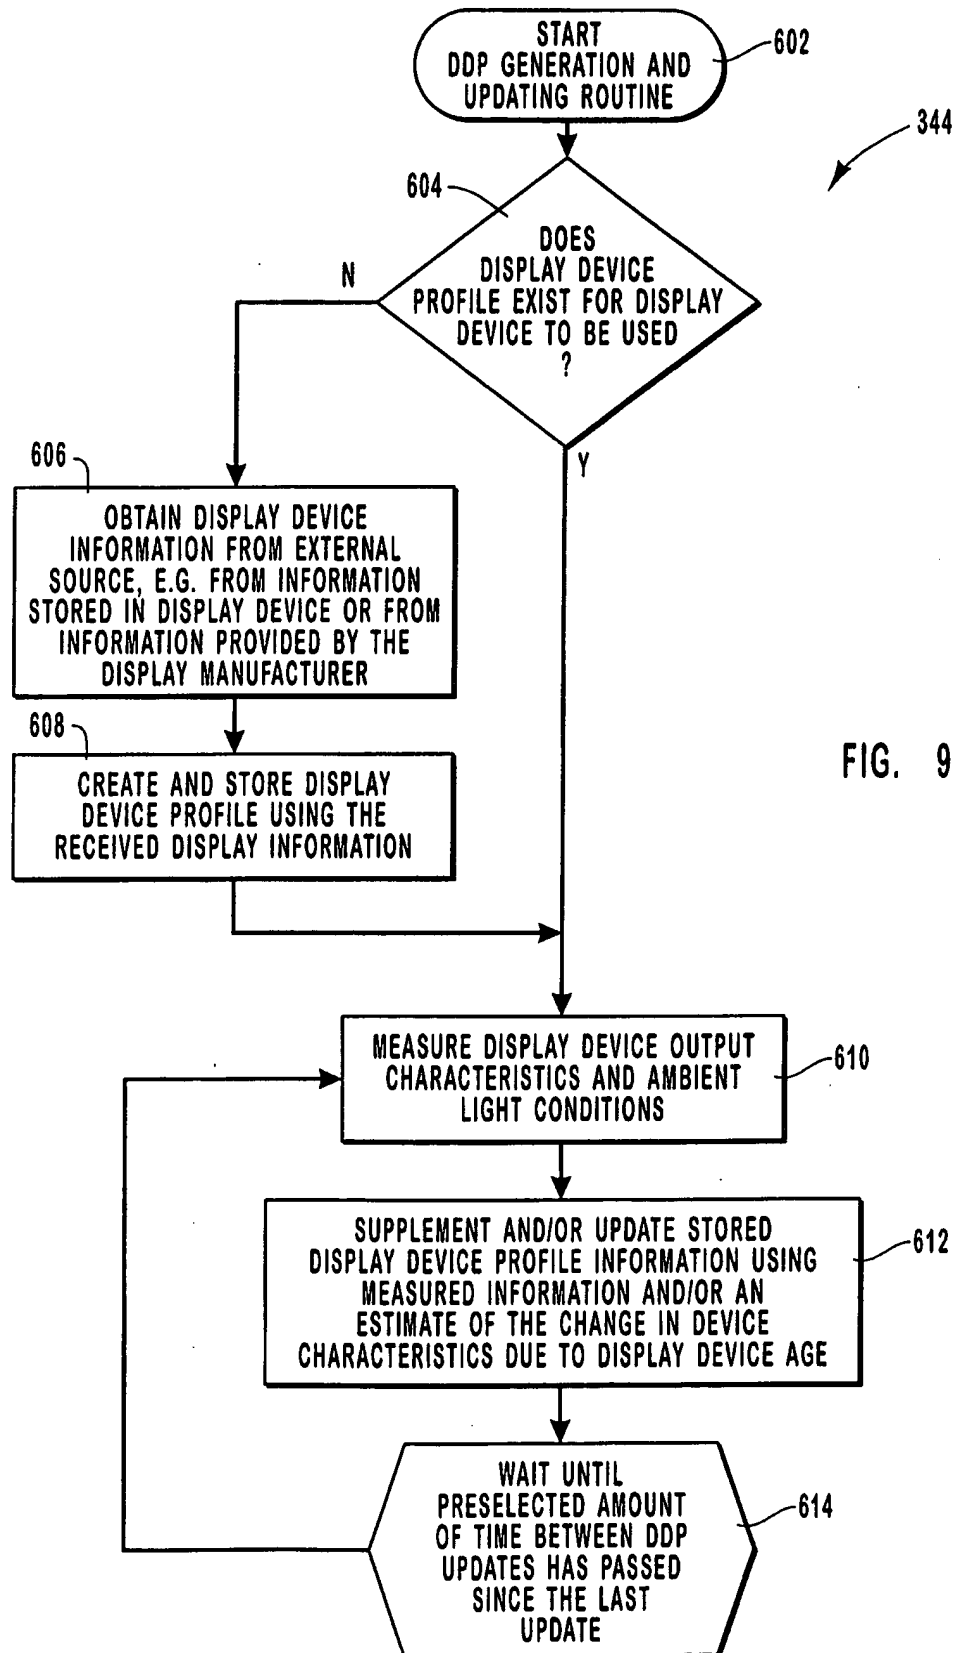 START
DDP GENERATION AND
UPDATING ROUTINE
602
344
604
DOES
DISPLAY DEVICE
PROFILE EXIST FOR DISPLAY
DEVICE TO BE USED
?
N
Y
606
OBTAIN DISPLAY DEVICE
INFORMATION FROM EXTERNAL
SOURCE, E.G. FROM INFORMATION
STORED IN DISPLAY DEVICE OR FROM
INFORMATION PROVIDED BY THE
DISPLAY MANUFACTURER
608
CREATE AND STORE DISPLAY
DEVICE PROFILE USING THE
RECEIVED DISPLAY INFORMATION
FIG. 9
MEASURE DISPLAY DEVICE OUTPUT
CHARACTERISTICS AND AMBIENT
LIGHT CONDITIONS
610
SUPPLEMENT AND/OR UPDATE STORED
DISPLAY DEVICE PROFILE INFORMATION USING
MEASURED INFORMATION AND/OR AN
ESTIMATE OF THE CHANGE IN DEVICE
CHARACTERISTICS DUE TO DISPLAY DEVICE AGE
612
WAIT UNTIL
PRESELECTED AMOUNT
OF TIME BETWEEN DDP
UPDATES HAS PASSED
SINCE THE LAST
UPDATE
614